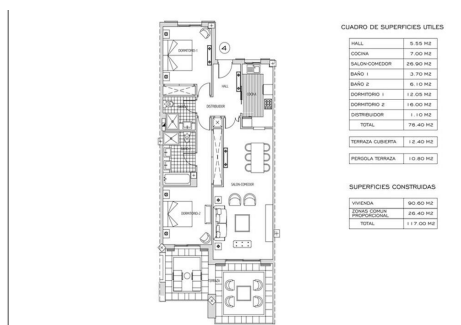 CUADRO DE SUPERFICIES UTILES
HALL 5.55 M2
COCINA 7.00 M2
SALON-COMEDOR 26.90 M2
BAÑO 1 3.70 M2
BAÑO 2 6.10 M2
DORMITORIO 1 12.05 M2
DORMITORIO 2 16.00 M2
DISTRIBUIDOR 1.10 M2
TOTAL 78.40 M2
TERRAZA CUBIERTA 12.40 M2
PERGOLA TERRAZA 10.80 M2
SUPERFICIES CONSTRUIDAS
VIVIENDA 90.60 M2
ZONAS COMUN
PROPORCIONAL 26.40 M2
TOTAL 117.00 M2
DORMITORIO 1
4
HALL
COCINA
DISTRIBUIDOR
SALON-COMEDOR
DORMITORIO 2
TERRAZA